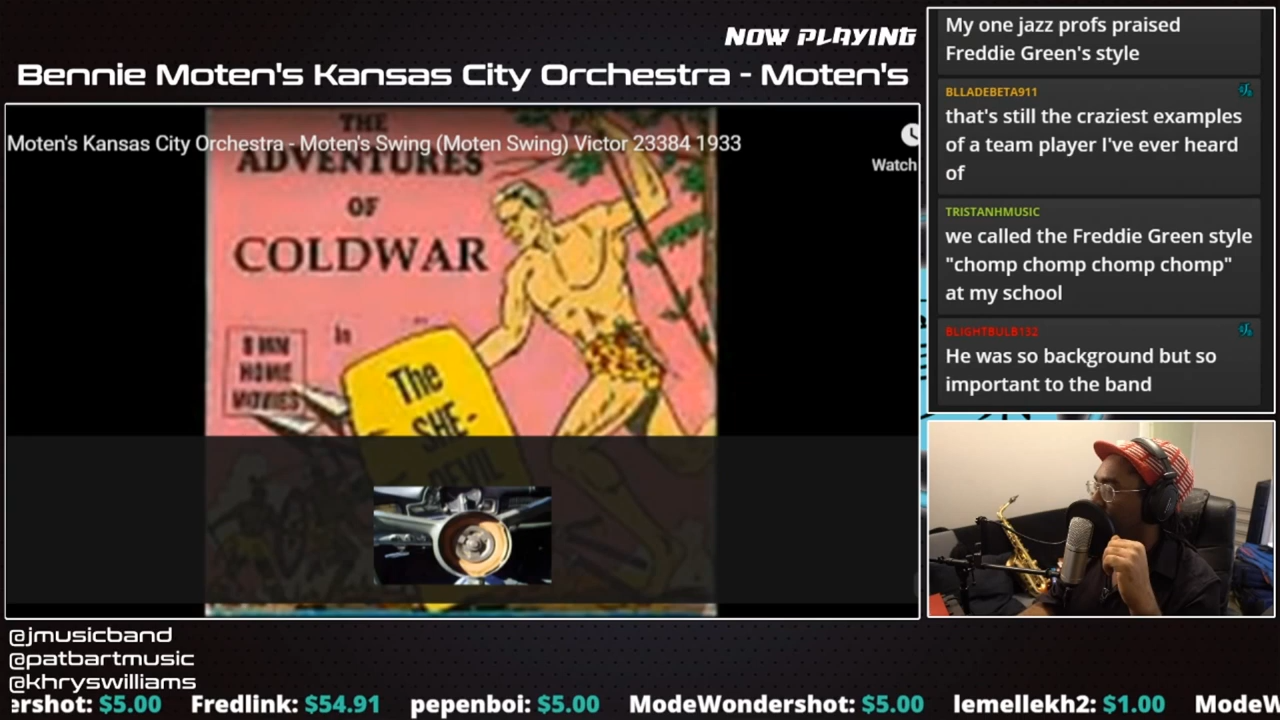 NOW PLAYING
Bennie Moten's Kansas City Orchestra - Moten's
Moten's Kansas City Orchestra - Moten's Swing (Moten Swing) Victor 23384 1933
Watch
THE
ADVENTURES
OF
COLDWAR
In
8 MM
HOME
MOVIES
The
SHE-
DEVIL
My one jazz profs praised
Freddie Green's style
BLLADEBETA911
that's still the craziest examples
of a team player I've ever heard
of
TRISTANHMUSIC
we called the Freddie Green style
"chomp chomp chomp chomp"
at my school
BLIGHTBULB132
He was so background but so
important to the band
@jmusicband
@patbartmusic
@khryswilliams
ershot: $5.00 Fredlink: $54.91 pepenboi: $5.00 ModeWondershot: $5.00 lemellekh2: $1.00 ModeW